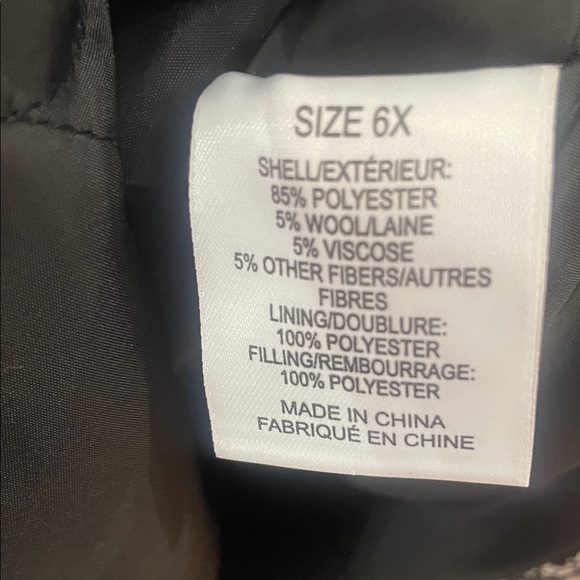 SIZE 6X
SHELL/EXTÉRIEUR:
85% POLYESTER
5% WOOL/LAINE
5% VISCOSE
5% OTHER FIBERS/AUTRES
FIBRES
LINING/DOUBLURE:
100% POLYESTER
FILLING/REMBOURRAGE:
100% POLYESTER
MADE IN CHINA
FABRIQUÉ EN CHINE